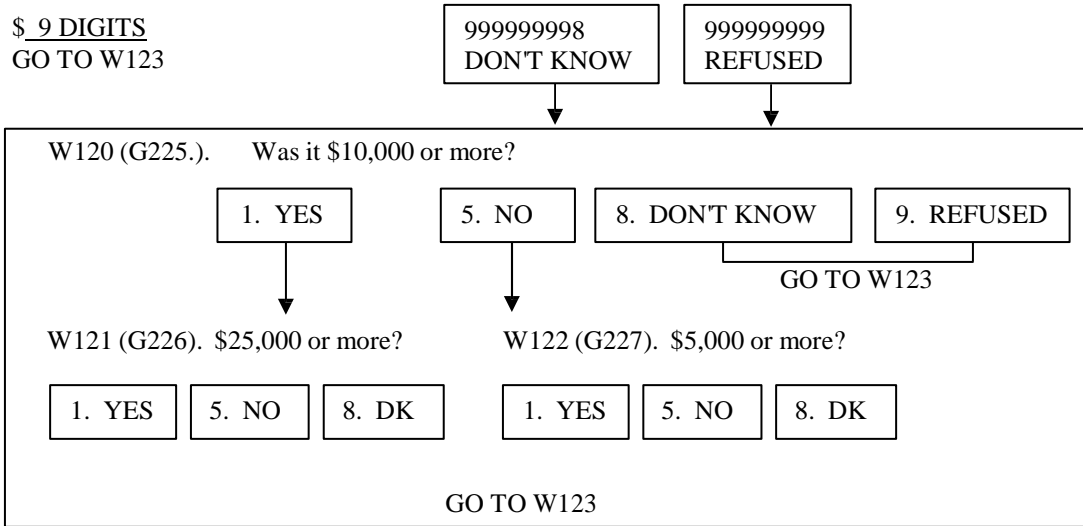 $ 9 DIGITS
GO TO W123
999999998
DON'T KNOW
999999999
REFUSED
W120 (G225.). Was it $10,000 or more?
1. YES
5. NO
8. DON'T KNOW
9. REFUSED
GO TO W123
W121 (G226). $25,000 or more?
W122 (G227). $5,000 or more?
1. YES
5. NO
8. DK
1. YES
5. NO
8. DK
GO TO W123